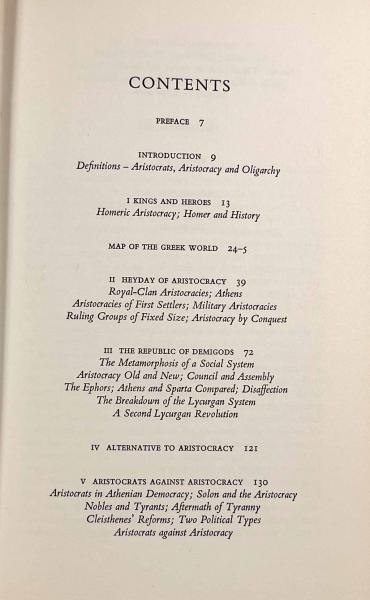 CONTENTS
PREFACE 7
INTRODUCTION 9
Definitions – Aristocrats, Aristocracy and Oligarchy
I KINGS AND HEROES 13
Homeric Aristocracy; Homer and History
MAP OF THE GREEK WORLD 24–5
II HEYDAY OF ARISTOCRACY 39
Royal-Clan Aristocracies; Athens
Aristocracies of First Settlers; Military Aristocracies
Ruling Groups of Fixed Size; Aristocracy by Conquest
III THE REPUBLIC OF DEMIGODS 72
The Metamorphosis of a Social System
Aristocracy Old and New; Council and Assembly
The Ephors; Athens and Sparta Compared; Disaffection
The Breakdown of the Lycurgan System
A Second Lycurgan Revolution
IV ALTERNATIVE TO ARISTOCRACY 121
V ARISTOCRATS AGAINST ARISTOCRACY 130
Aristocrats in Athenian Democracy; Solon and the Aristocracy
Nobles and Tyrants; Aftermath of Tyranny
Cleisthenes' Reforms; Two Political Types
Aristocrats against Aristocracy